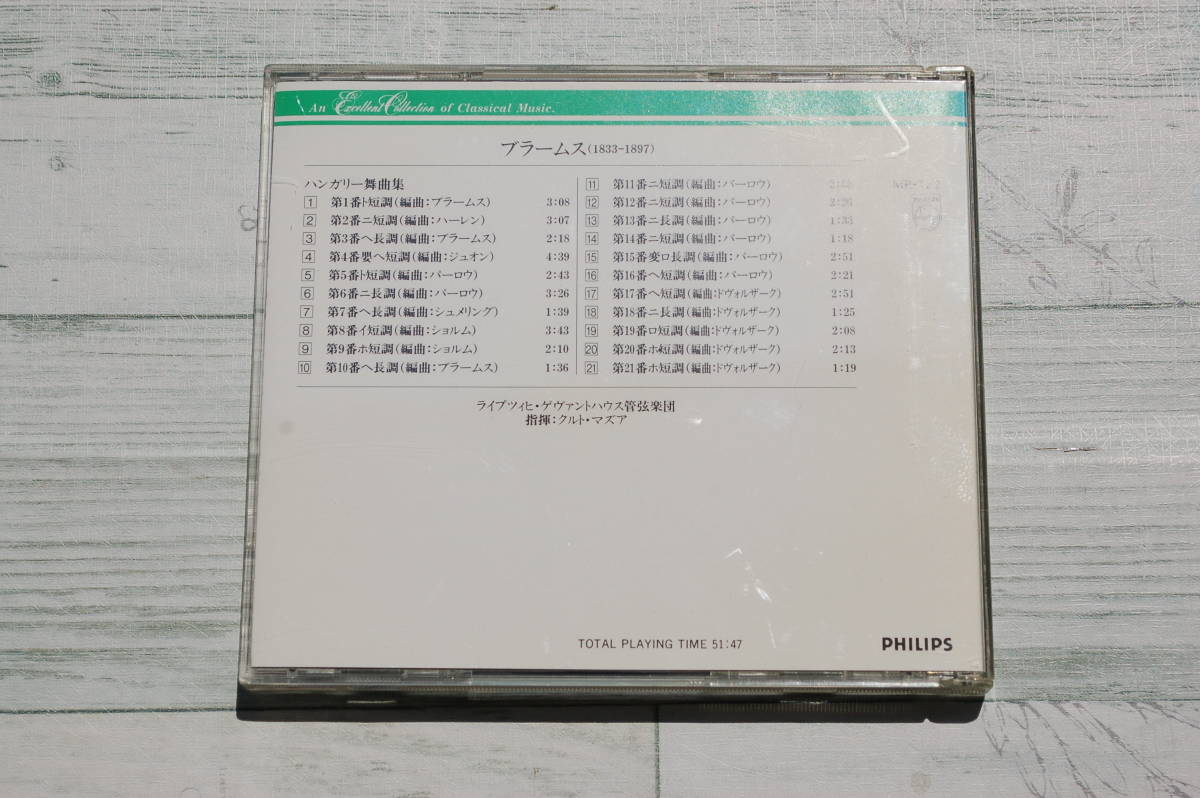 An Excellent Collection of Classical Music.
ブラームス(1833-1897)
ハンガリー舞曲集
1 第1番ト短調(編曲:ブラームス) 3:08
2 第2番ニ短調(編曲:ハーレン) 3:07
3 第3番ヘ長調(編曲:ブラームス) 2:18
4 第4番嬰ヘ短調(編曲:ジュオン) 4:39
5 第5番ト短調(編曲:パーロウ) 2:43
6 第6番ニ長調(編曲:パーロウ) 3:26
7 第7番ヘ長調(編曲:シュメリング) 1:39
8 第8番イ短調(編曲:ショルム) 3:43
9 第9番ホ短調(編曲:ショルム) 2:10
10 第10番ヘ長調(編曲:ブラームス) 1:36
11 第11番ニ短調(編曲:パーロウ)
12 第12番ニ短調(編曲:パーロウ) 2:26
13 第13番ニ長調(編曲:パーロウ) 1:33
14 第14番ニ短調(編曲:パーロウ) 1:18
15 第15番変ロ長調(編曲:パーロウ) 2:51
16 第16番ヘ短調(編曲:パーロウ) 2:21
17 第17番ヘ短調(編曲:ドヴォルザーク) 2:51
18 第18番ニ長調(編曲:ドヴォルザーク) 1:25
19 第19番ロ短調(編曲:ドヴォルザーク) 2:08
20 第20番ホ短調(編曲:ドヴォルザーク) 2:13
21 第21番ホ短調(編曲:ドヴォルザーク) 1:19
ライプツィヒ・ゲヴァントハウス管弦楽団
指揮:クルト・マズア
TOTAL PLAYING TIME 51:47
PHILIPS